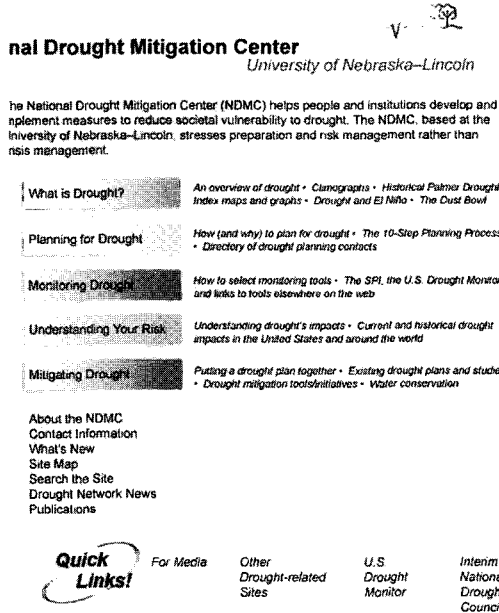 nal Drought Mitigation Center
University of Nebraska–Lincoln
he National Drought Mitigation Center (NDMC) helps people and institutions develop and
nplement measures to reduce societal vulnerability to drought. The NDMC, based at the
Iniversity of Nebraska–Lincoln, stresses preparation and risk management rather than
risis management.
What is Drought?
An overview of drought • Climographs • Historical Palmer Drought
Index maps and graphs • Drought and El Niño • The Dust Bowl
Planning for Drought
How (and why) to plan for drought • The 10-Step Planning Process
• Directory of drought planning contacts
Monitoring Drought
How to select monitoring tools • The SPI, the U.S. Drought Monitor
and links to tools elsewhere on the web
Understanding Your Risk
Understanding drought's impacts • Current and historical drought
impacts in the United States and around the world
Mitigating Drought
Putting a drought plan together • Existing drought plans and studie
• Drought mitigation tools/initiatives • Water conservation
About the NDMC
Contact Information
What's New
Site Map
Search the Site
Drought Network News
Publications
Quick
Links!
For Media
Other
Drought-related
Sites
U.S
Drought
Monitor
Interim
Nationa
Drough
Council